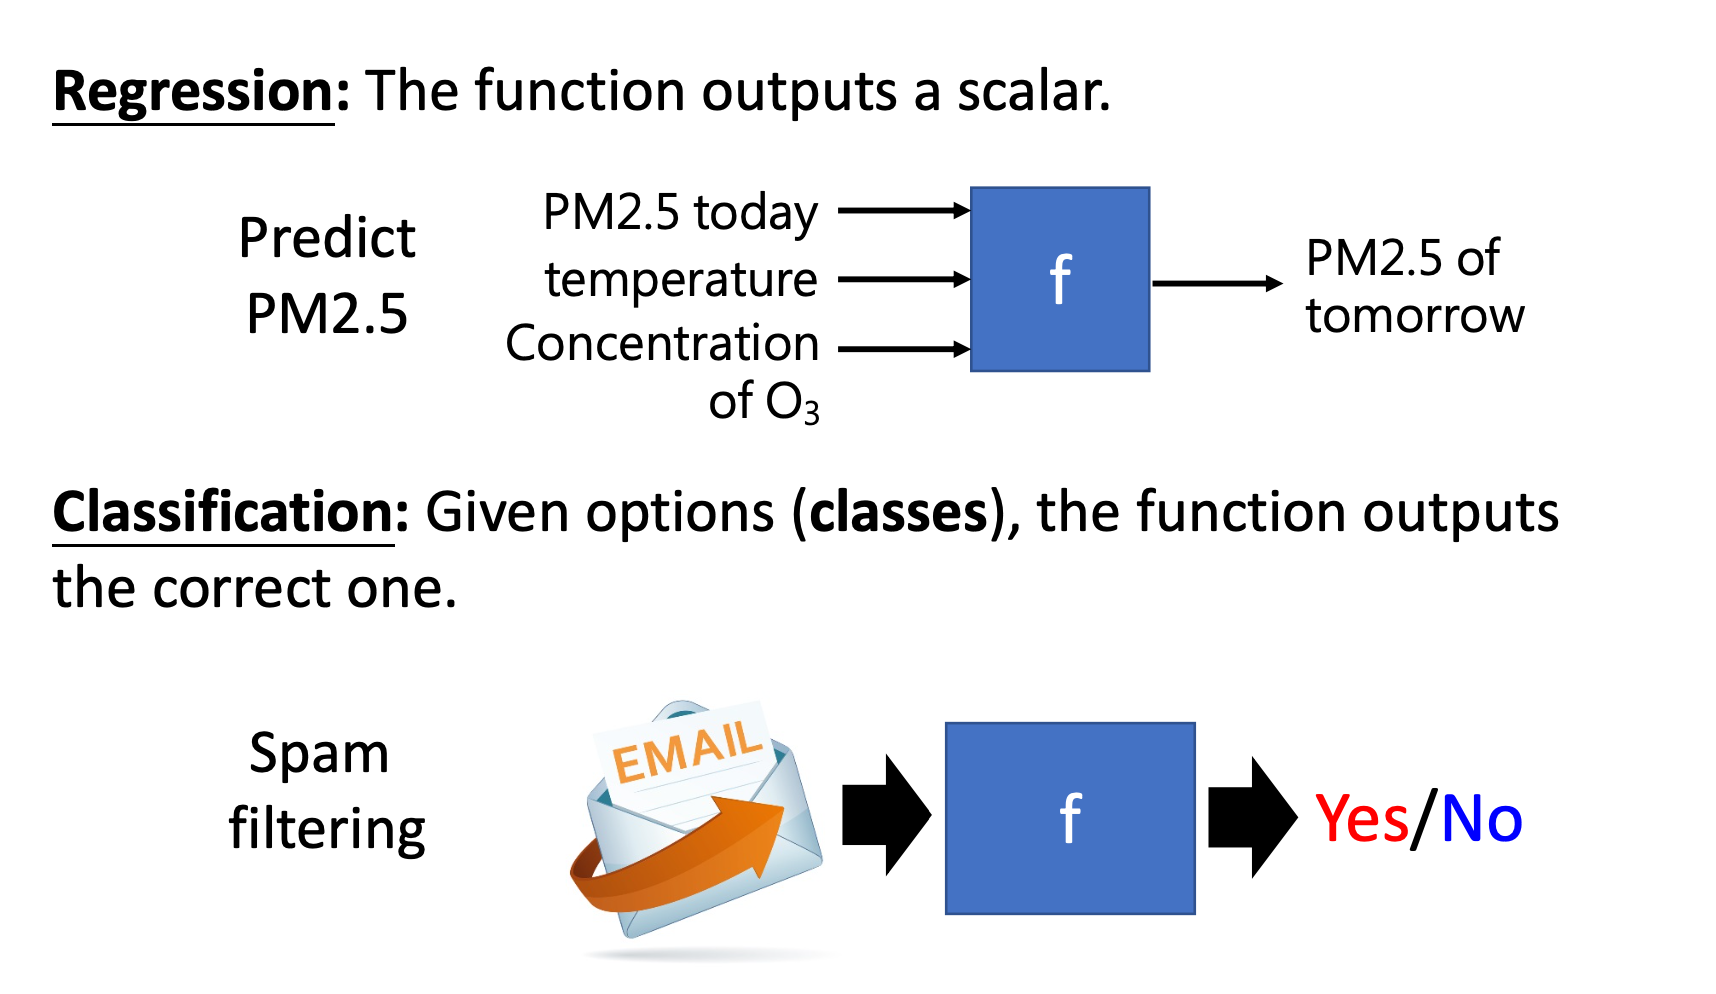 Regression: The function outputs a scalar.
Predict
PM2.5
PM2.5 today
temperature
Concentration
of O₃
f
PM2.5 of
tomorrow
Classification: Given options (classes), the function outputs
the correct one.
Spam
filtering
EMAIL
f
Yes/No